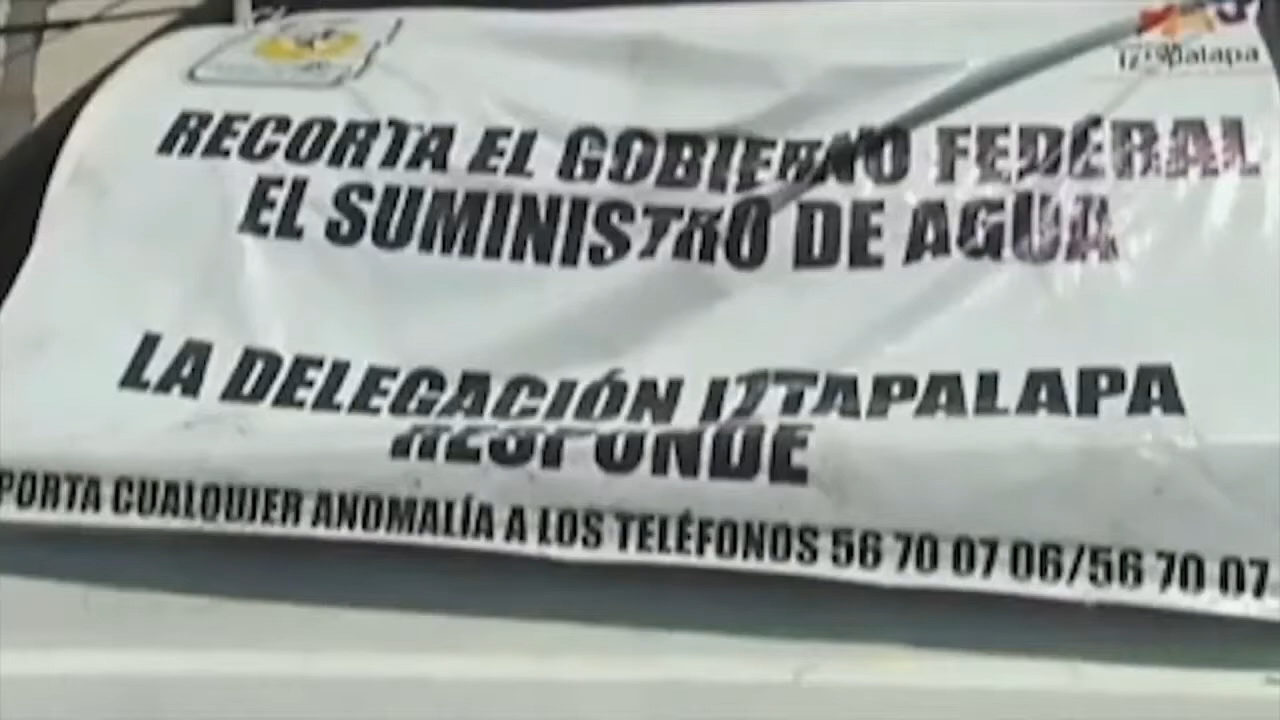 Iztapalapa
RECORTA EL GOBIERNO FEDERAL
EL SUMINISTRO DE AGUA
LA DELEGACIÓN IZTAPALAPA
RESPONDE
PORTA CUALQUIER ANOMALÍA A LOS TELÉFONOS 56 70 07 06/56 70 07